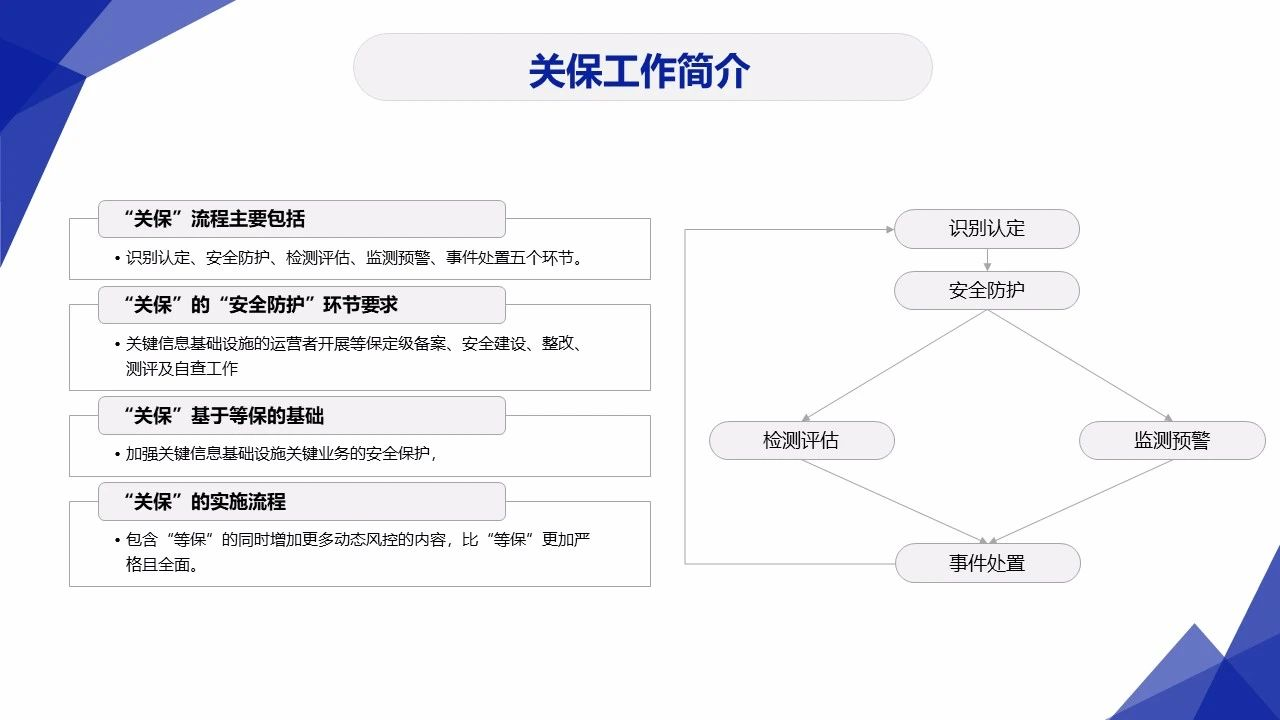 关保工作简介
“关保”流程主要包括
• 识别认定、安全防护、检测评估、监测预警、事件处置五个环节。
“关保”的“安全防护”环节要求
• 关键信息基础设施的运营者开展等保定级备案、安全建设、整改、
测评及自查工作
“关保”基于等保的基础
• 加强关键信息基础设施关键业务的安全保护，
“关保”的实施流程
• 包含“等保”的同时增加更多动态风控的内容，比“等保”更加严
格且全面。
识别认定
安全防护
检测评估
监测预警
事件处置